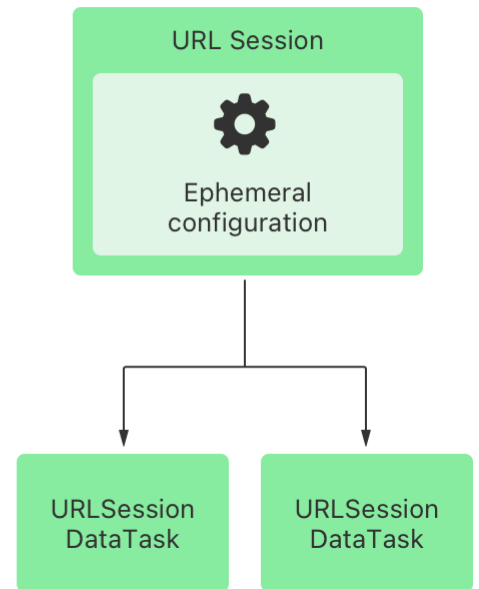 URL Session
Ephemeral
configuration
URLSession
DataTask
URLSession
DataTask